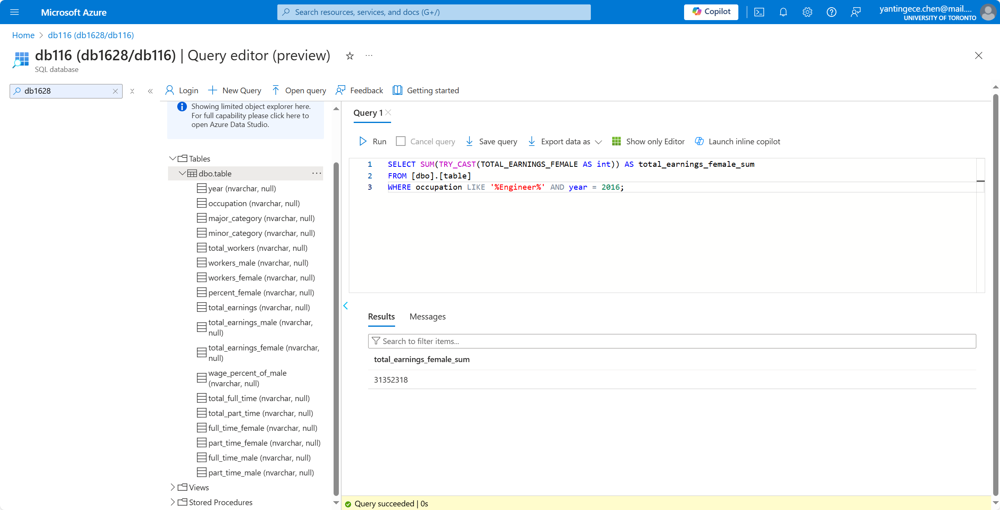 Microsoft Azure
Search resources, services, and docs (G+/)
Copilot
yantingece.chen@mail....
UNIVERSITY OF TORONTO
Home > db116 (db1628/db116)
db116 (db1628/db116) | Query editor (preview)
SQL database
db1628
Login
New Query
Open query
Feedback
Getting started
Showing limited object explorer here.
For full capability please click here to
open Azure Data Studio.
Tables
dbo.table
year (nvarchar, null)
occupation (nvarchar, null)
major_category (nvarchar, null)
minor_category (nvarchar, null)
total_workers (nvarchar, null)
workers_male (nvarchar, null)
workers_female (nvarchar, null)
percent_female (nvarchar, null)
total_earnings (nvarchar, null)
total_earnings_male (nvarchar,
null)
total_earnings_female (nvarchar,
null)
wage_percent_of_male
(nvarchar, null)
total_full_time (nvarchar, null)
total_part_time (nvarchar, null)
full_time_female (nvarchar, null)
part_time_female (nvarchar, null)
full_time_male (nvarchar, null)
part_time_male (nvarchar, null)
Views
Stored Procedures
Query 1
Run
Cancel query
Save query
Export data as
Show only Editor
Launch inline copilot
1 SELECT SUM(TRY_CAST(TOTAL_EARNINGS_FEMALE AS int)) AS total_earnings_female_sum
2 FROM [dbo].[table]
3 WHERE occupation LIKE '%Engineer%' AND year = 2016;
Results
Messages
Search to filter items...
total_earnings_female_sum
31352318
Query succeeded | 0s